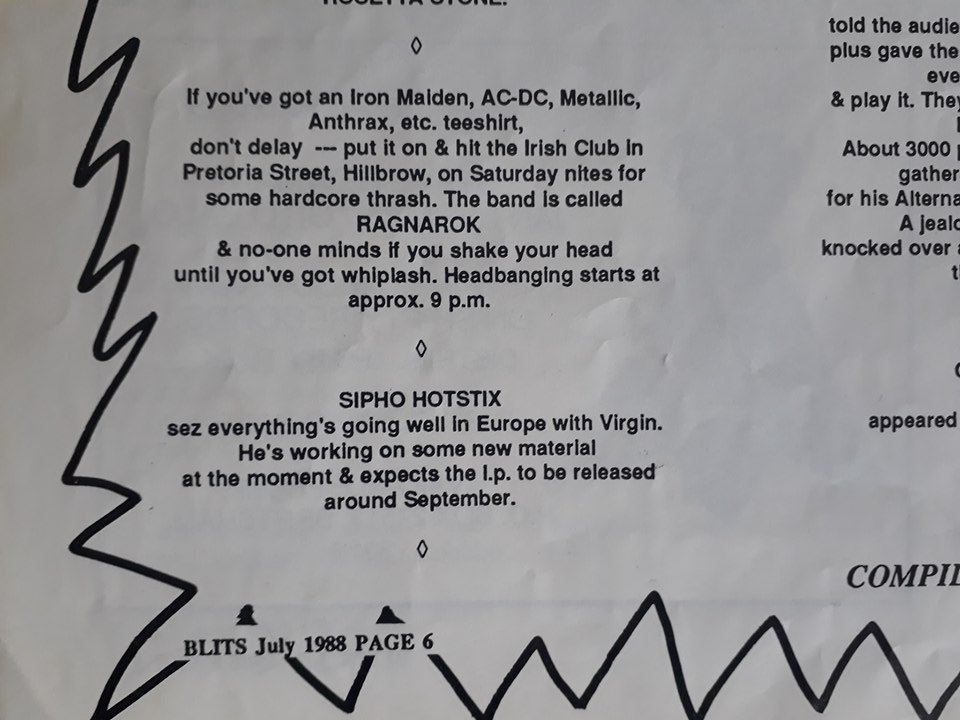 ROSETTA STONE.
If you've got an Iron Maiden, AC-DC, Metallic,
Anthrax, etc. teeshirt,
don't delay --- put it on & hit the Irish Club in
Pretoria Street, Hillbrow, on Saturday nites for
some hardcore thrash. The band is called
RAGNAROK
& no-one minds if you shake your head
until you've got whiplash. Headbanging starts at
approx. 9 p.m.
SIPHO HOTSTIX
sez everything's going well in Europe with Virgin.
He's working on some new material
at the moment & expects the l.p. to be released
around September.
BLITS July 1988 PAGE 6
told the audie
plus gave the
eve
& play it. They
About 3000 p
gather
for his Alterna
A jealo
knocked over a
t
appeared
COMPIL